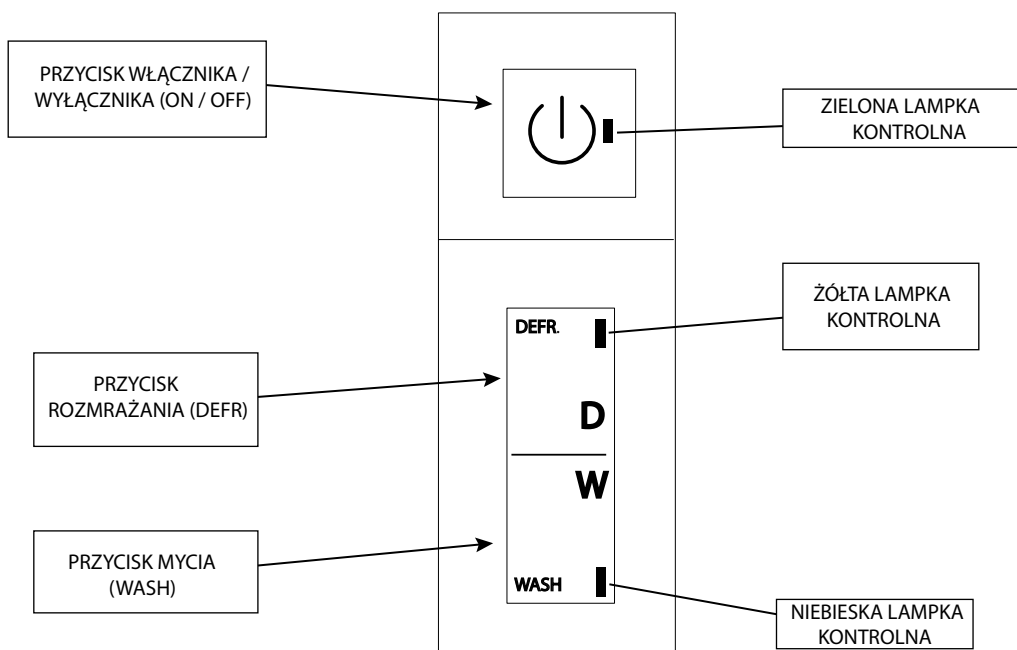 PRZYCISK WŁĄCZNIKA /
WYŁĄCZNIKA (ON / OFF)
ZIELONA LAMPKA
KONTROLNA
ŻÓŁTA LAMPKA
KONTROLNA
DEFR.
PRZYCISK
ROZMRAŻANIA (DEFR)
D
W
PRZYCISK MYCIA
(WASH)
WASH
NIEBIESKA LAMPKA
KONTROLNA